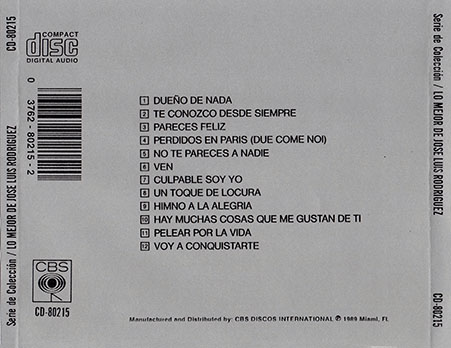 CD-80215
Serie de Colección / LO MEJOR DE JOSE LUIS RODRIGUEZ
COMPACT
disc
DIGITAL AUDIO
0 3762-80215-2
1 DUEÑO DE NADA
2 TE CONOZCO DESDE SIEMPRE
3 PARECES FELIZ
4 PERDIDOS EN PARIS (DUE COME NOI)
5 NO TE PARECES A NADIE
6 VEN
7 CULPABLE SOY YO
8 UN TOQUE DE LOCURA
9 HIMNO A LA ALEGRIA
10 HAY MUCHAS COSAS QUE ME GUSTAN DE TI
11 PELEAR POR LA VIDA
12 VOY A CONQUISTARTE
CBS
CD-80215
Manufactured and Distributed by: CBS DISCOS INTERNATIONAL ℗ 1989 Miami, FL
Serie de Colección / LO MEJOR DE JOSE LUIS RODRIGUEZ
CD-80215